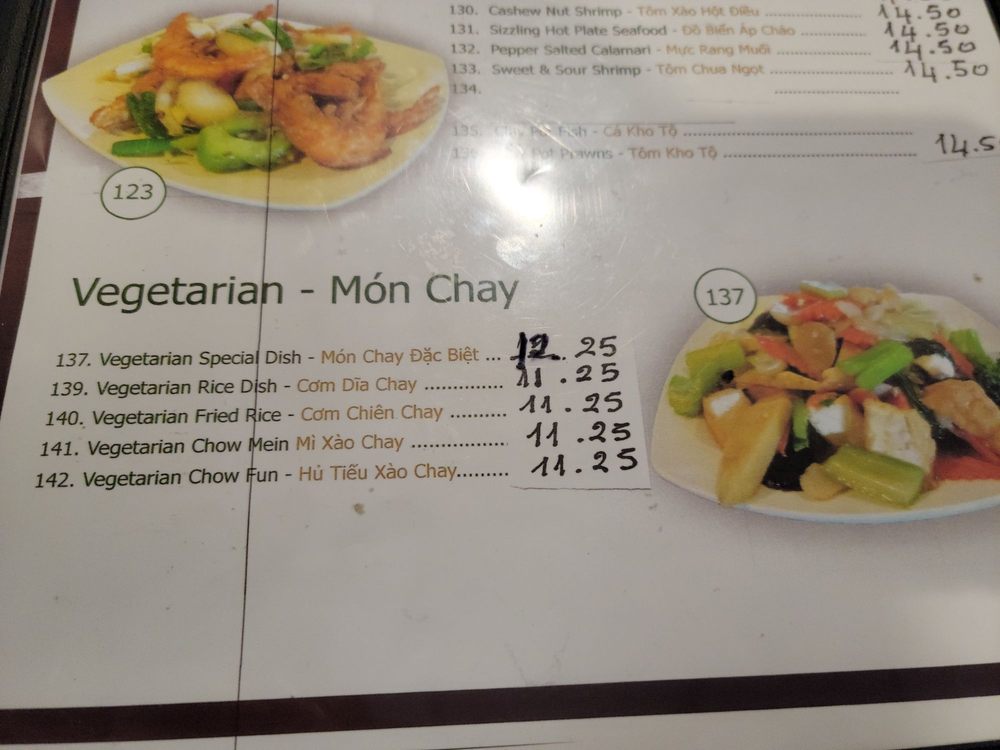 130. Cashew Nut Shrimp - Tôm Xào Hột Điều ........................ 14.50
131. Sizzling Hot Plate Seafood - Đồ Biển Áp Chảo ................ 14.50
132. Pepper Salted Calamari - Mực Rang Muối ..................... 14.50
133. Sweet & Sour Shrimp - Tôm Chua Ngọt ........................ 14.50
134. ........................
135. Fish - Cá Kho Tộ ........................
Pot Prawns - Tôm Kho Tộ ........................ 14.5
123
Vegetarian - Món Chay
137
137. Vegetarian Special Dish - Món Chay Đặc Biệt ... 12.25
139. Vegetarian Rice Dish - Cơm Dĩa Chay ............ 11.25
140. Vegetarian Fried Rice - Cơm Chiên Chay .......... 11.25
141. Vegetarian Chow Mein Mì Xào Chay ................ 11.25
142. Vegetarian Chow Fun - Hủ Tiếu Xào Chay......... 11.25